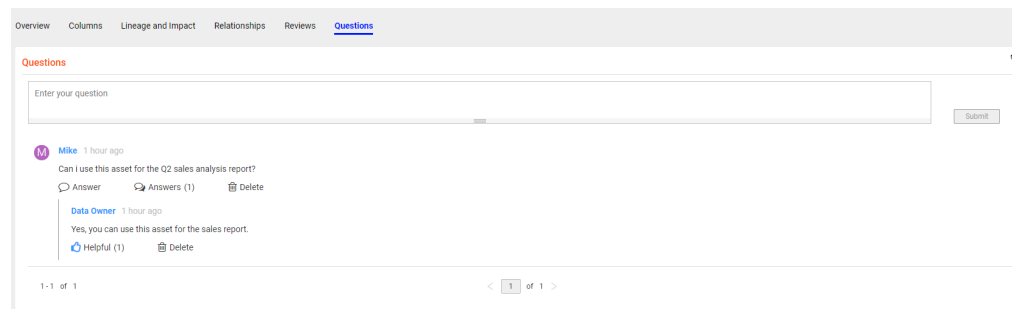 Overview Columns Lineage and Impact Relationships Reviews Questions
Questions
Enter your question
Submit
M Mike 1 hour ago
Can i use this asset for the Q2 sales analysis report?
Answer Answers (1) Delete
Data Owner 1 hour ago
Yes, you can use this asset for the sales report.
Helpful (1) Delete
1-1 of 1 < 1 of 1 >